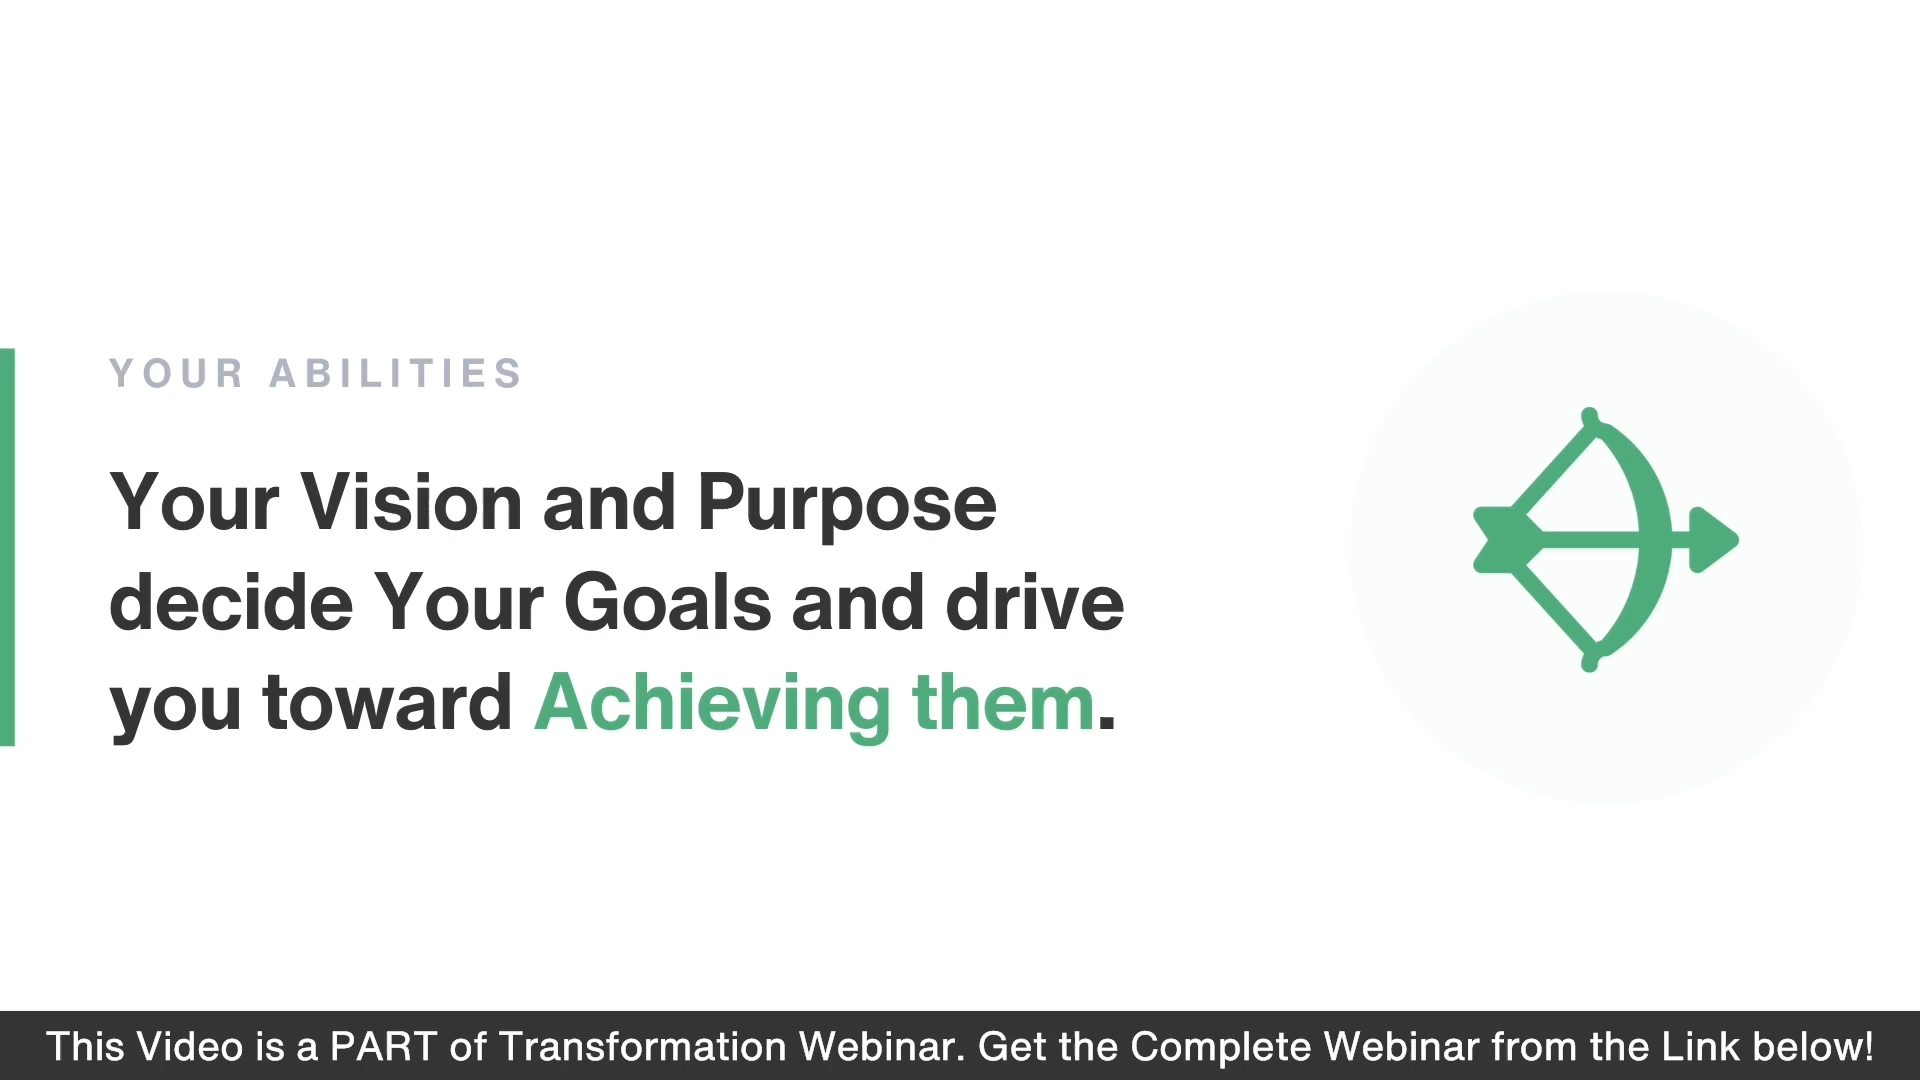 YOUR ABILITIES
Your Vision and Purpose
decide Your Goals and drive
you toward Achieving them.
This Video is a PART of Transformation Webinar. Get the Complete Webinar from the Link below!